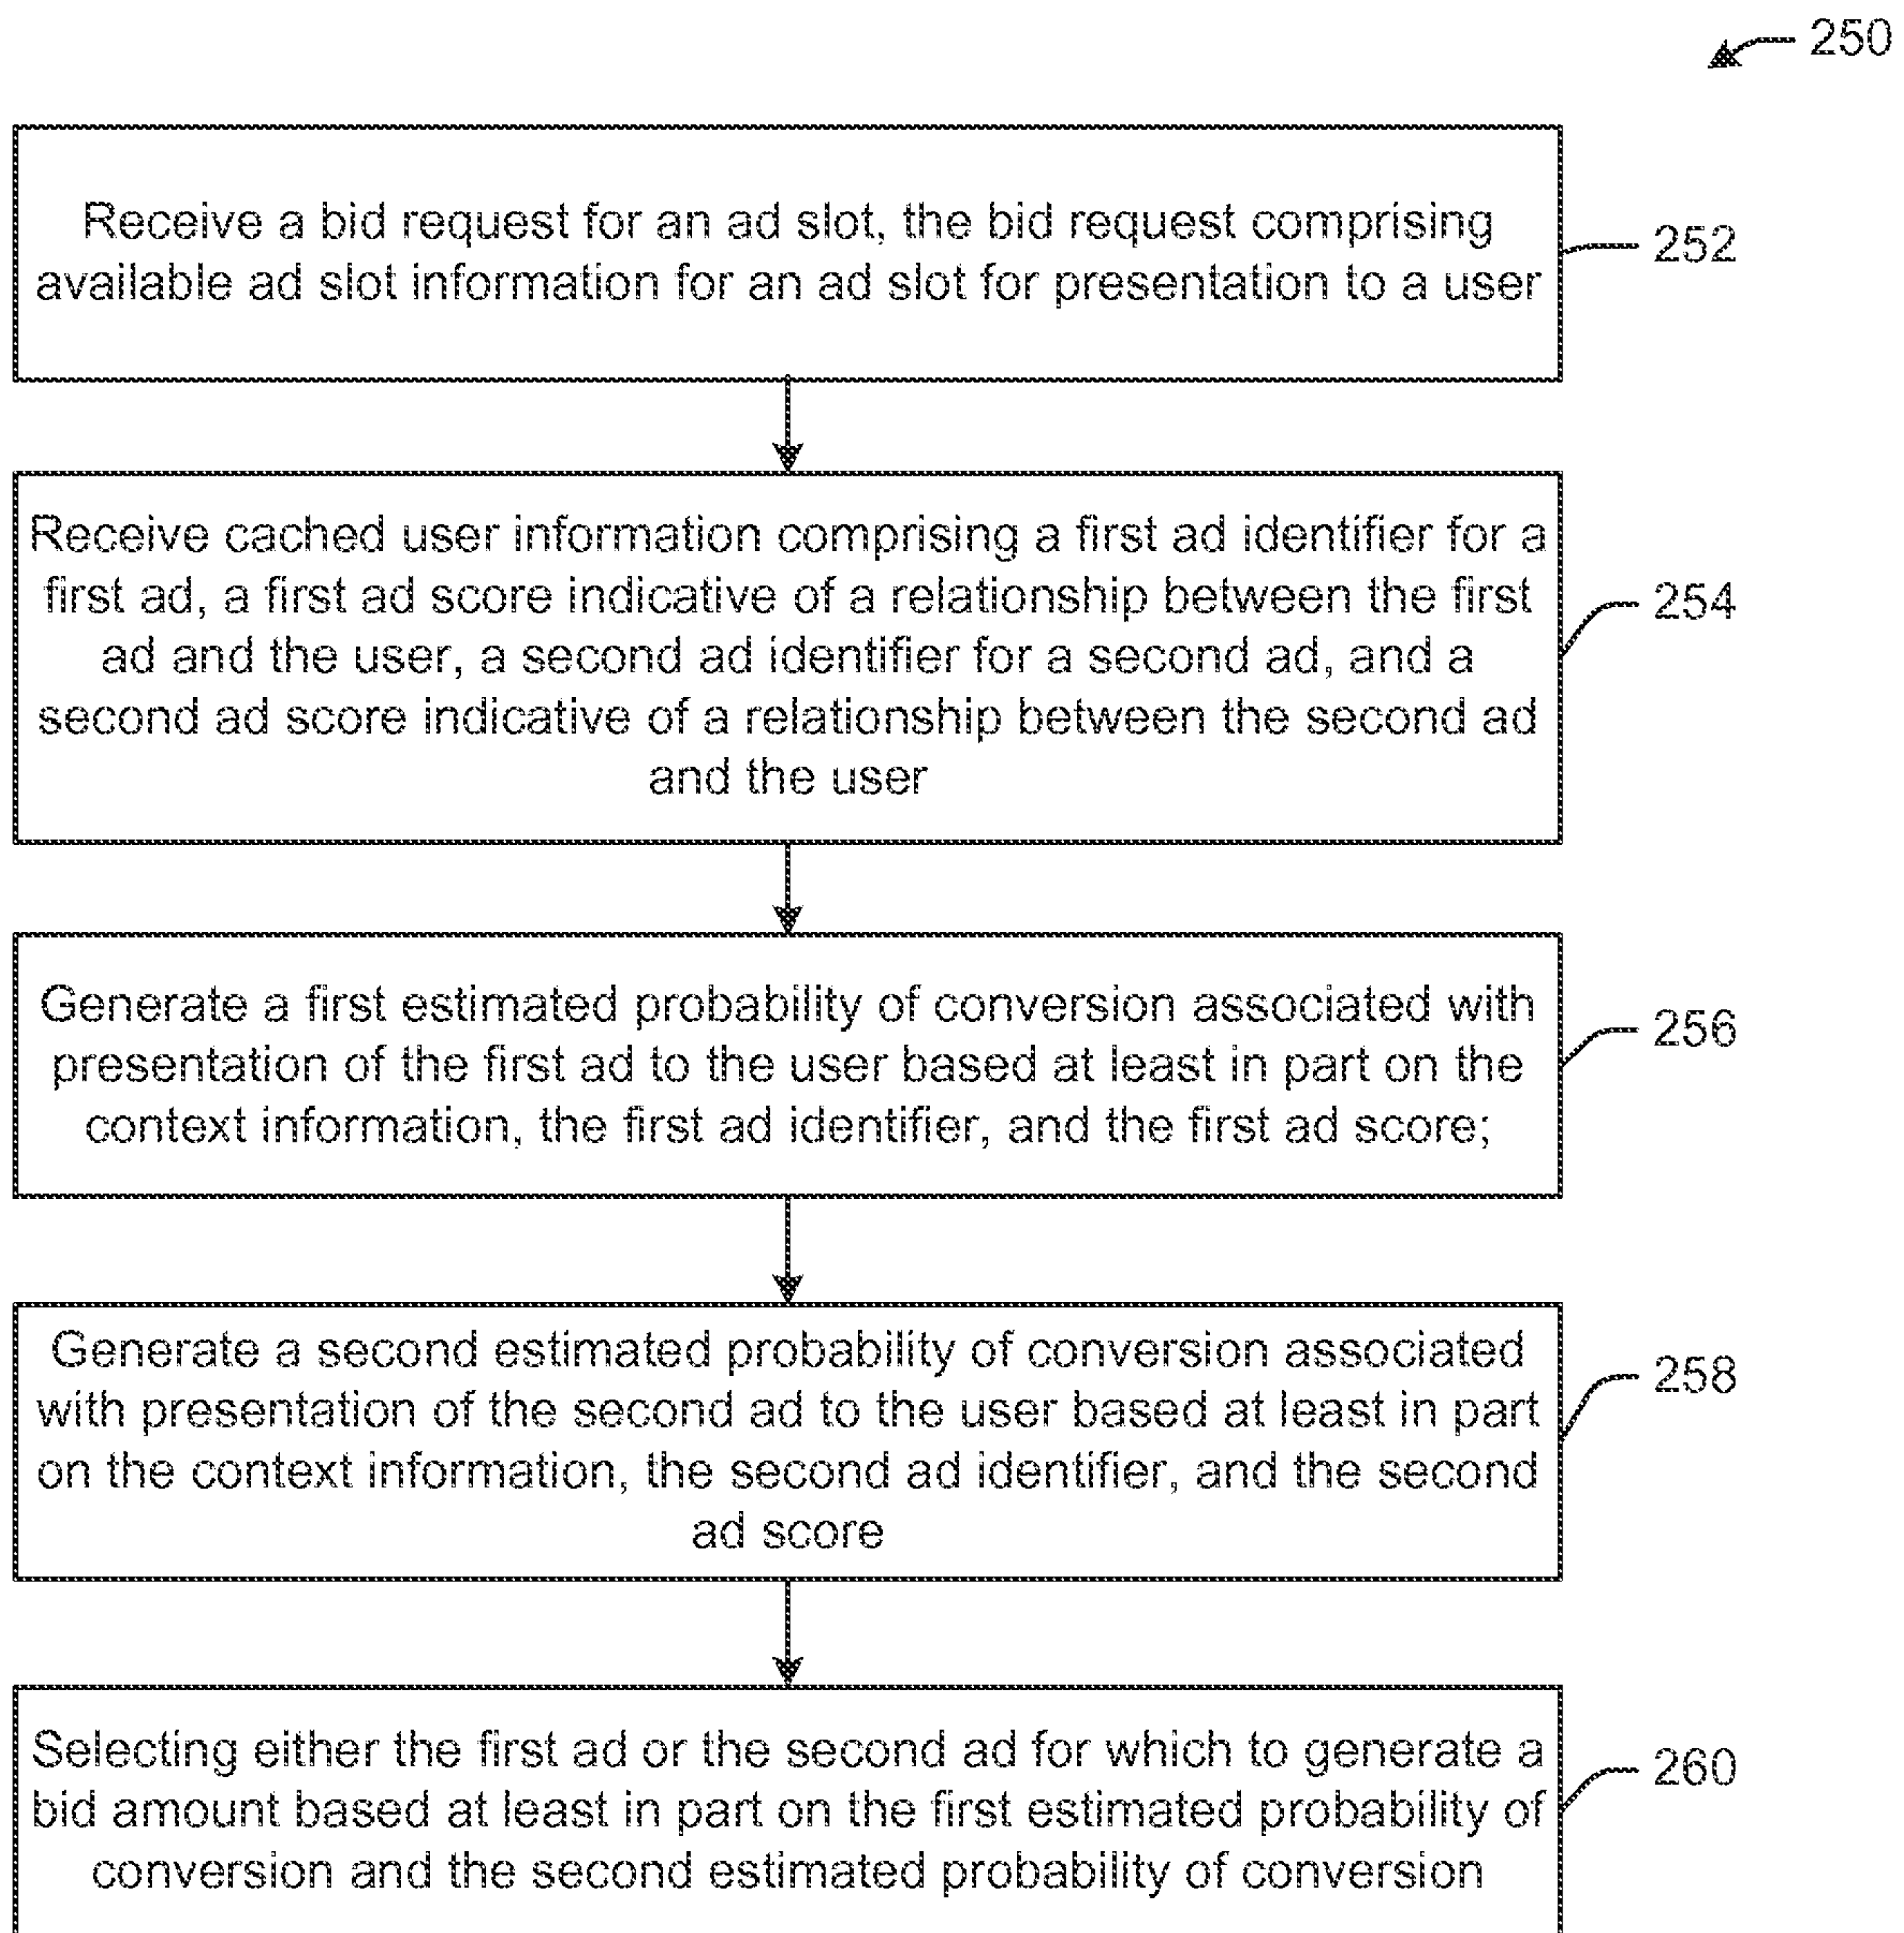 250
Receive a bid request for an ad slot, the bid request comprising
available ad slot information for an ad slot for presentation to a user
252
Receive cached user information comprising a first ad identifier for a
first ad, a first ad score indicative of a relationship between the first
ad and the user, a second ad identifier for a second ad, and a
second ad score indicative of a relationship between the second ad
and the user
254
Generate a first estimated probability of conversion associated with
presentation of the first ad to the user based at least in part on the
context information, the first ad identifier, and the first ad score;
256
Generate a second estimated probability of conversion associated
with presentation of the second ad to the user based at least in part
on the context information, the second ad identifier, and the second
ad score
258
Selecting either the first ad or the second ad for which to generate a
bid amount based at least in part on the first estimated probability of
conversion and the second estimated probability of conversion
260